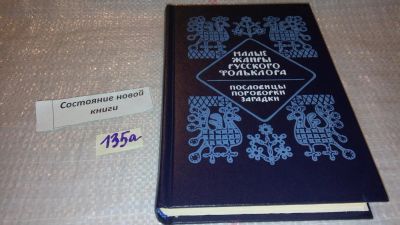 МАЛЫЕ
ЖАНРЫ
РУССКОГО
ФОЛЬКЛОРА
ПОСЛОВИЦЫ
ПОГОВОРКИ
ЗАГАДКИ
Состояние новой
книги
135а